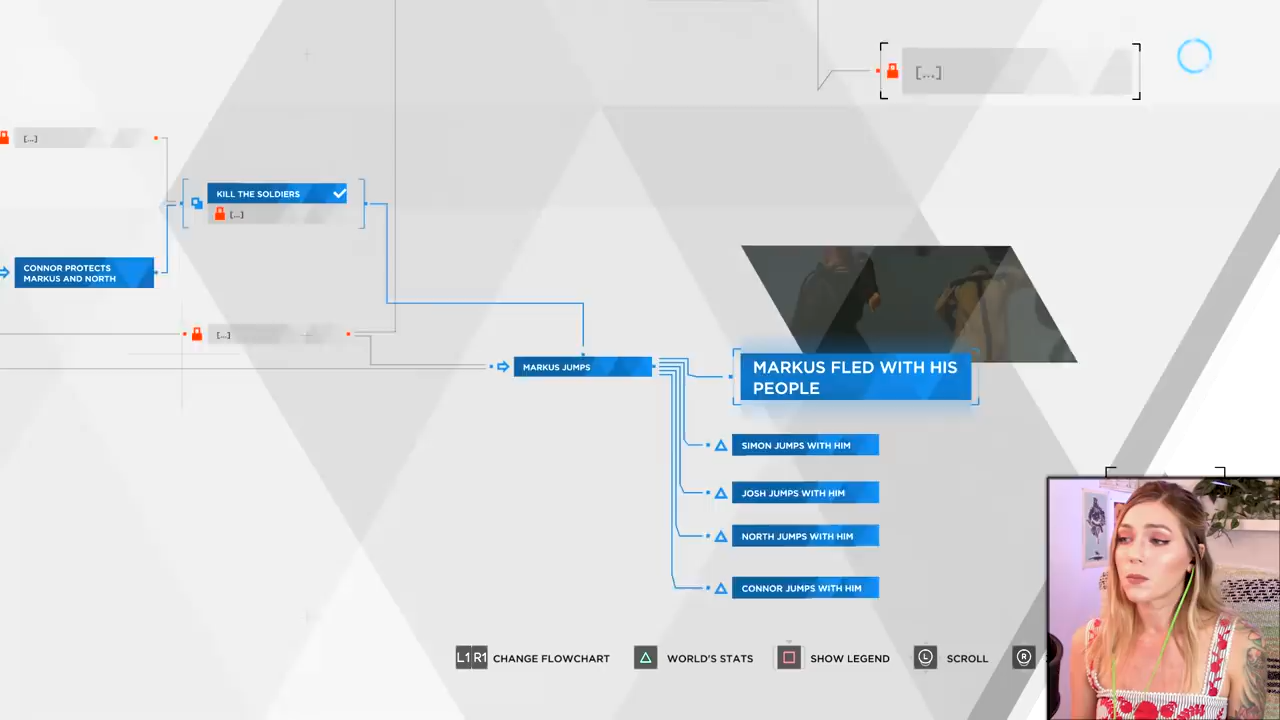 [...]
[...]
KILL THE SOLDIERS
[...]
CONNOR PROTECTS
MARKUS AND NORTH
[...]
MARKUS JUMPS
MARKUS FLED WITH HIS
PEOPLE
SIMON JUMPS WITH HIM
JOSH JUMPS WITH HIM
NORTH JUMPS WITH HIM
CONNOR JUMPS WITH HIM
L1 R1 CHANGE FLOWCHART
WORLD'S STATS
SHOW LEGEND
L SCROLL
R